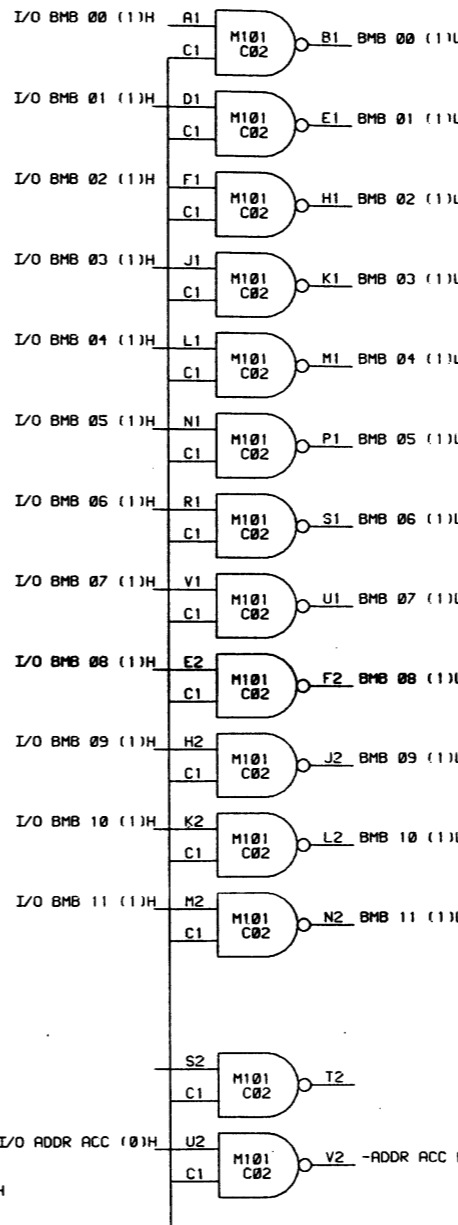 I/O BMB 00 (1)H A1 M101 B1 BMB 00 (1)L
C1 C02
I/O BMB 01 (1)H D1 M101 E1 BMB 01 (1)L
C1 C02
I/O BMB 02 (1)H F1 M101 H1 BMB 02 (1)L
C1 C02
I/O BMB 03 (1)H J1 M101 K1 BMB 03 (1)L
C1 C02
I/O BMB 04 (1)H L1 M101 M1 BMB 04 (1)L
C1 C02
I/O BMB 05 (1)H N1 M101 P1 BMB 05 (1)L
C1 C02
I/O BMB 06 (1)H R1 M101 S1 BMB 06 (1)L
C1 C02
I/O BMB 07 (1)H V1 M101 U1 BMB 07 (1)L
C1 C02
I/O BMB 08 (1)H E2 M101 F2 BMB 08 (1)L
C1 C02
I/O BMB 09 (1)H H2 M101 J2 BMB 09 (1)L
C1 C02
I/O BMB 10 (1)H K2 M101 L2 BMB 10 (1)L
C1 C02
I/O BMB 11 (1)H M2 M101 N2 BMB 11 (1)L
C1 C02
S2 M101 T2
C1 C02
I/O ADDR ACC (0)H U2 M101 V2 -ADDR ACC
C1 C02
H